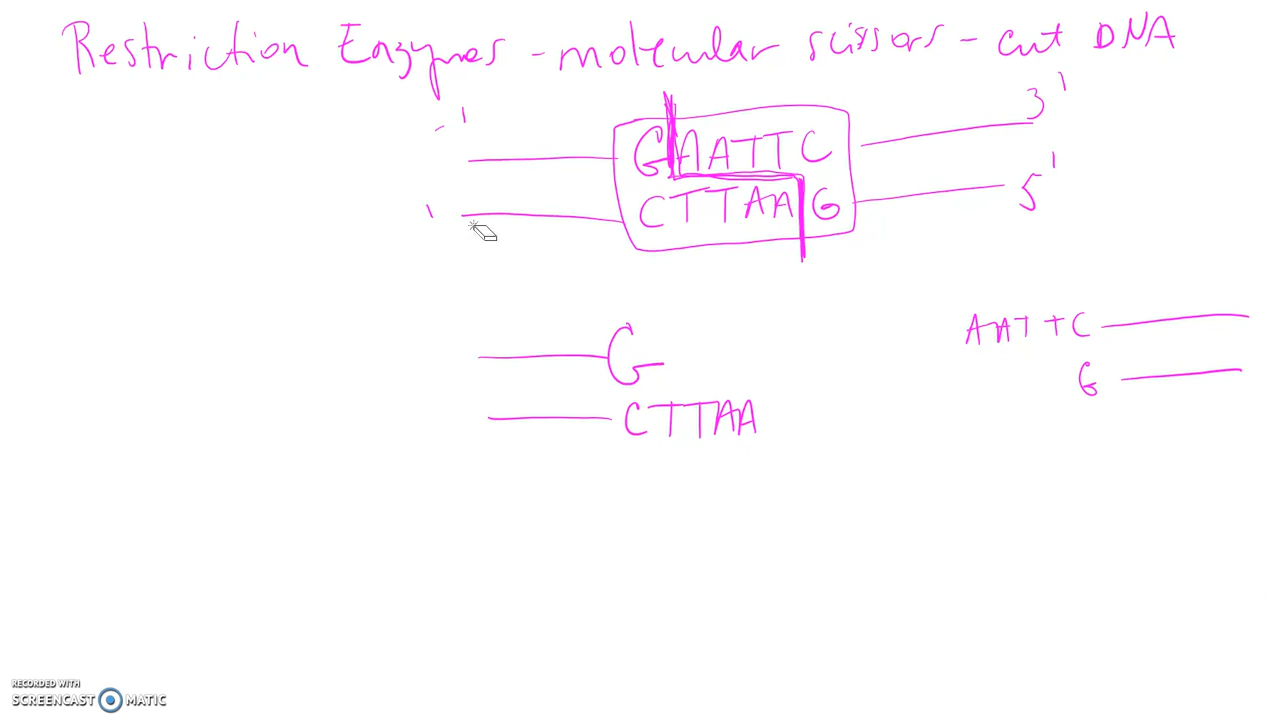 Restriction Enzymes - molecular scissors - cut DNA
3'
GAATTC
CTTAAG
5'
G
CTTAA
AATTC
G
RECORDED WITH
SCREENCAST MATIC